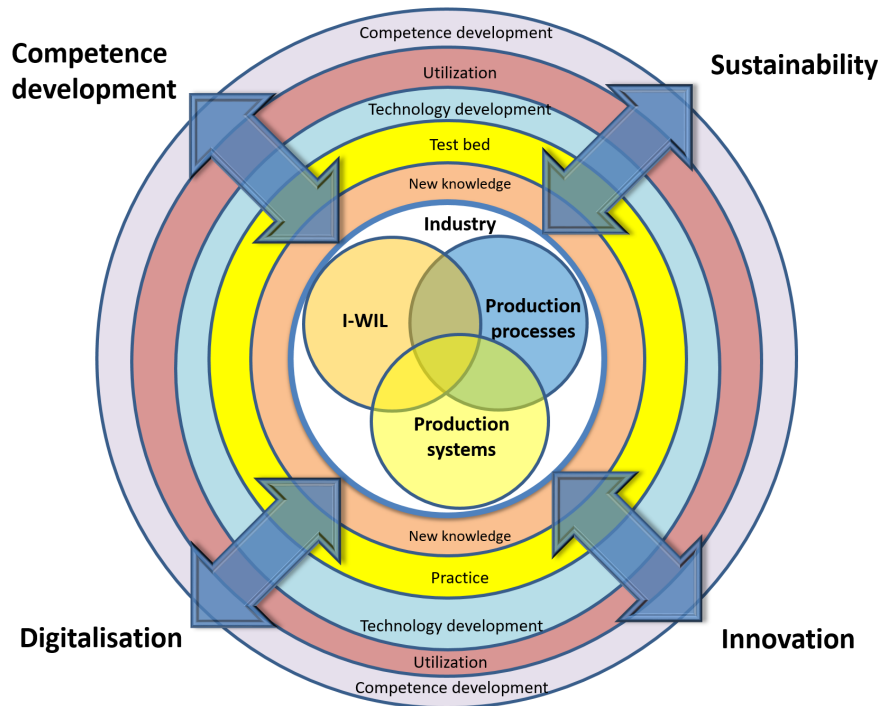 Competence development
Competence
development
Sustainability
Utilization
Technology development
Test bed
New knowledge
Industry
I-WIL
Production
processes
Production
systems
New knowledge
Practice
Technology development
Digitalisation
Innovation
Utilization
Competence development